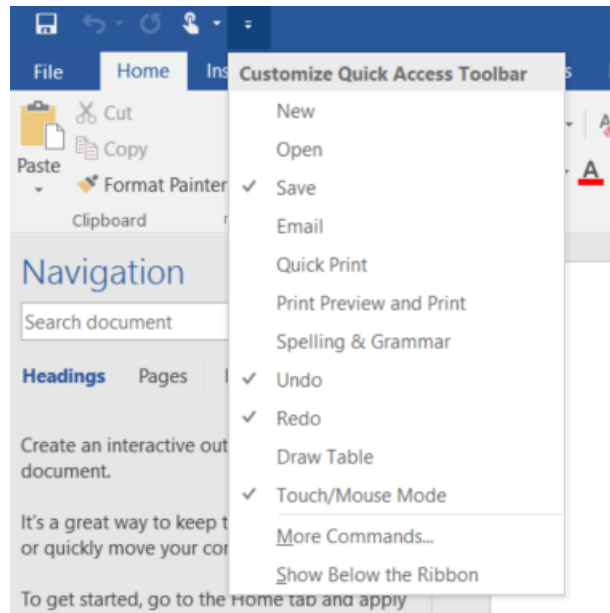 File Home Ins
Customize Quick Access Toolbar
New
Open
Save
Email
Quick Print
Print Preview and Print
Spelling & Grammar
Undo
Redo
Draw Table
Touch/Mouse Mode
More Commands...
Show Below the Ribbon
Cut
Copy
Paste
Format Painter
Clipboard
Navigation
Search document
Headings Pages
Create an interactive out
document.
It's a great way to keep t
or quickly move your cor
To get started, go to the Home tab and apply